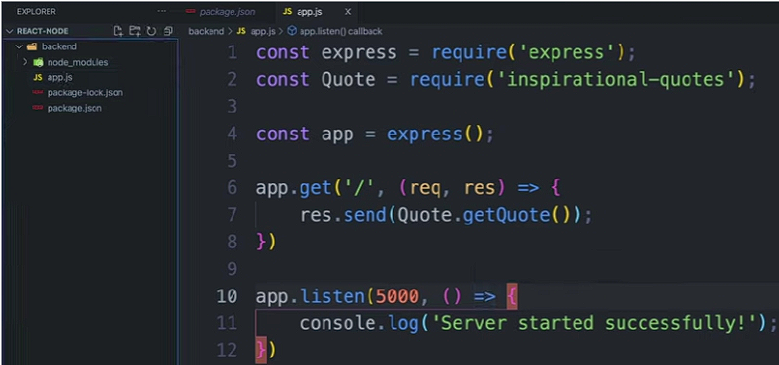 EXPLORER
...
package.json
JS app.js X
REACT-NODE
backend
node_modules
JS app.js
package-lock.json
package.json
backend > JS app.js > app.listen() callback
1 const express = require('express');
2 const Quote = require('inspirational-quotes');
3
4 const app = express();
5
6 app.get('/', (req, res) => {
7 res.send(Quote.getQuote());
8 })
9
10 app.listen(5000, () => {
11 console.log('Server started successfully!');
12 })